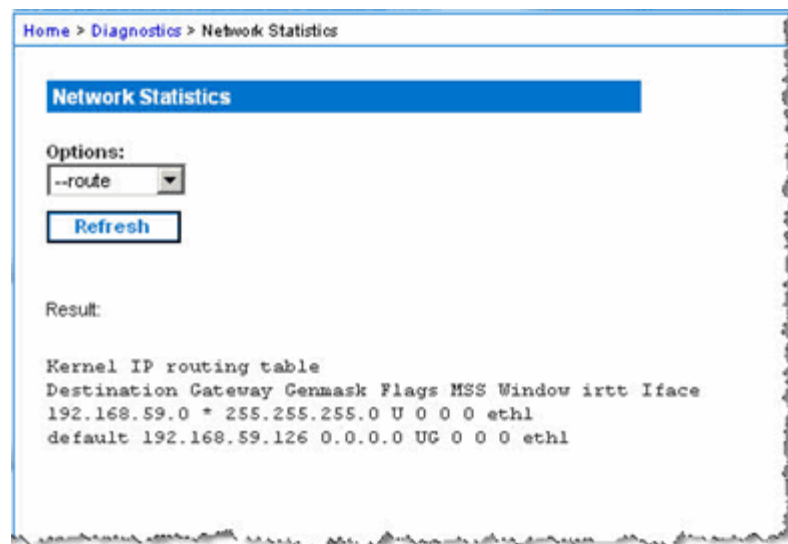 Home > Diagnostics > Network Statistics
Network Statistics
Options:
--route
Refresh
Result:
Kernel IP routing table
Destination Gateway Genmask Flags MSS Window irtt Iface
192.168.59.0 * 255.255.255.0 U 0 0 0 eth1
default 192.168.59.126 0.0.0.0 UG 0 0 0 eth1